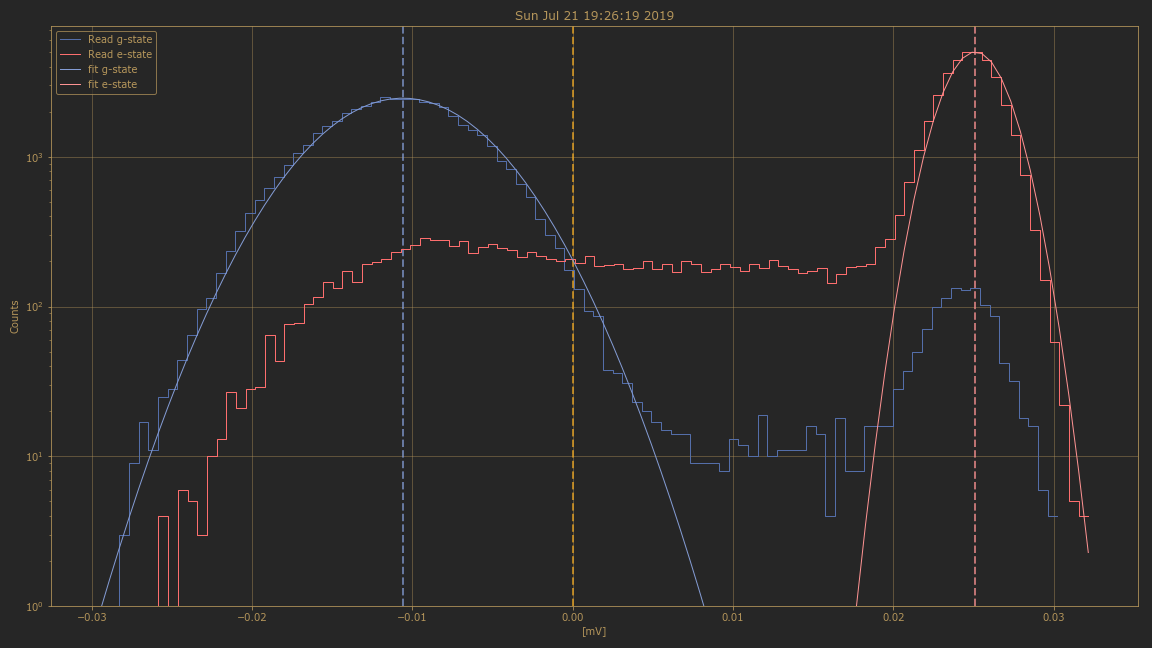 Sun Jul 21 19:26:19 2019
Read g-state
Read e-state
fit g-state
fit e-state
10³
10²
10¹
10⁰
Counts
−0.03 −0.02 −0.01 0.00 0.01 0.02 0.03
[mV]